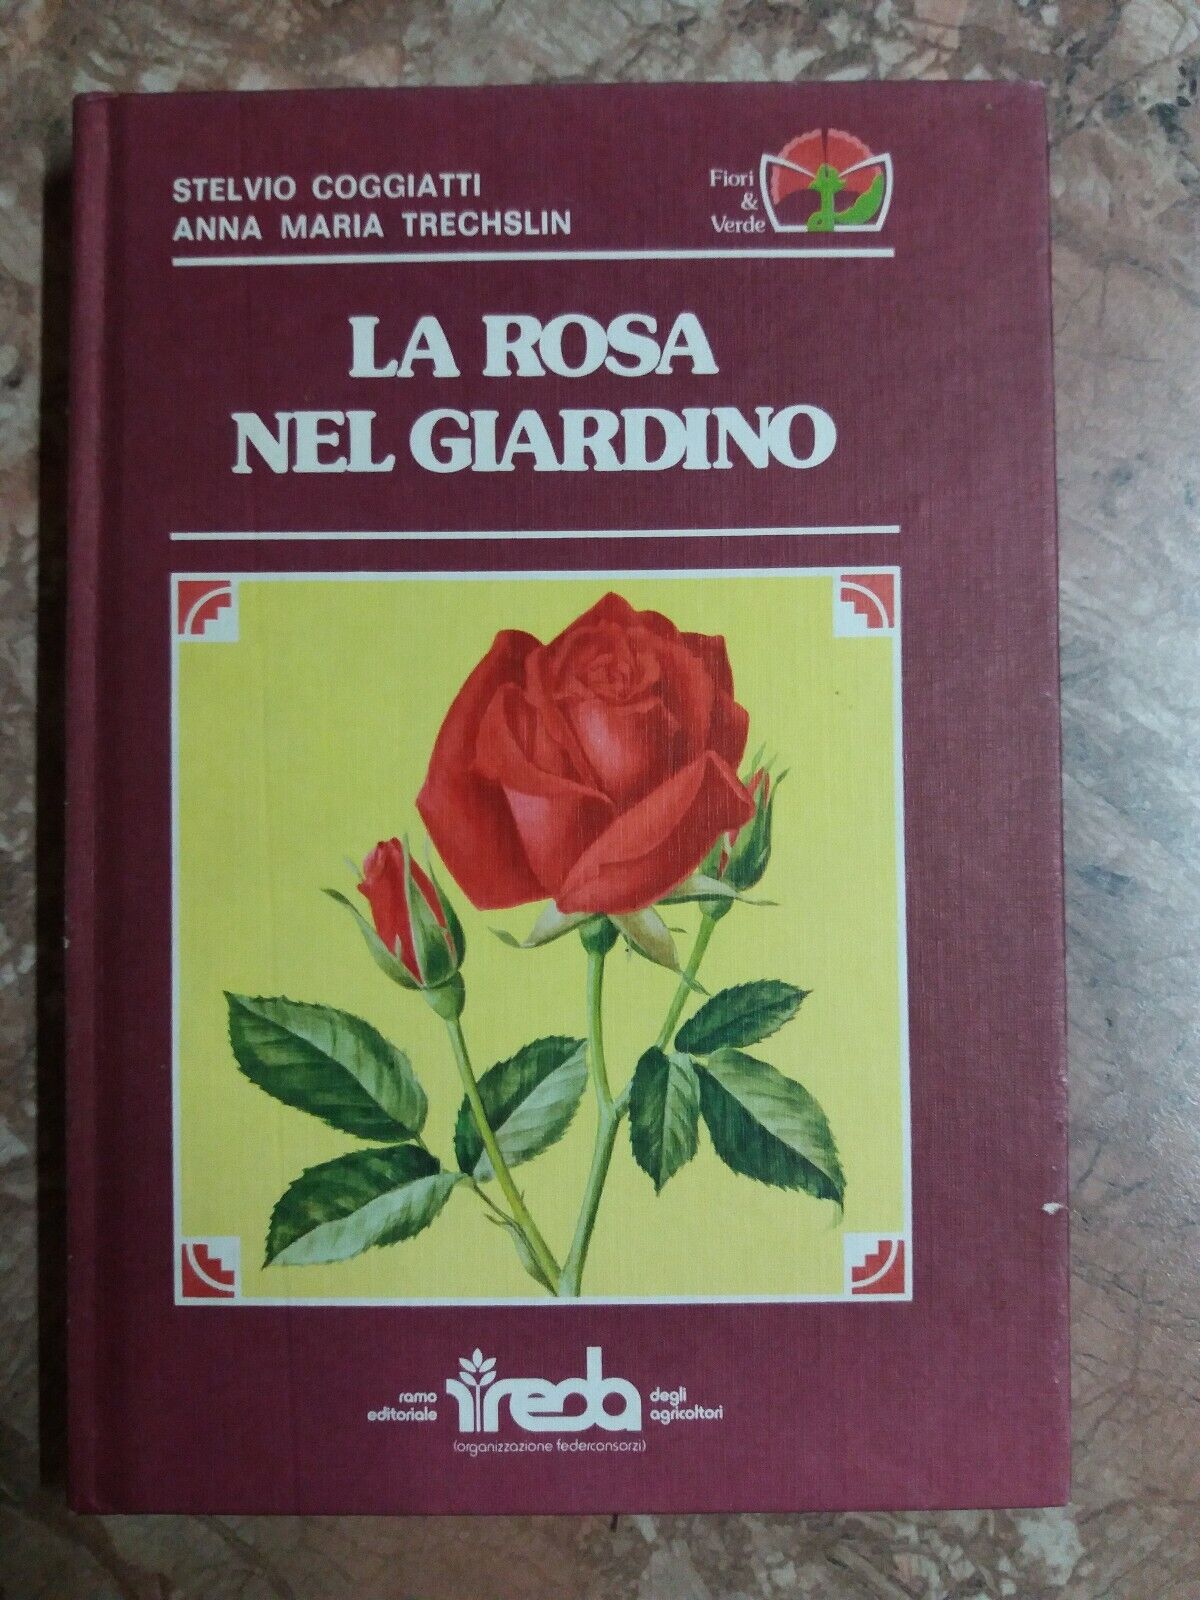 STELVIO COGGIATTI
ANNA MARIA TRECHSLIN
Fiori
&
Verde
LA ROSA
NEL GIARDINO
ramo
editoriale
reda
degli
agricoltori
(organizzazione federconsorzi)